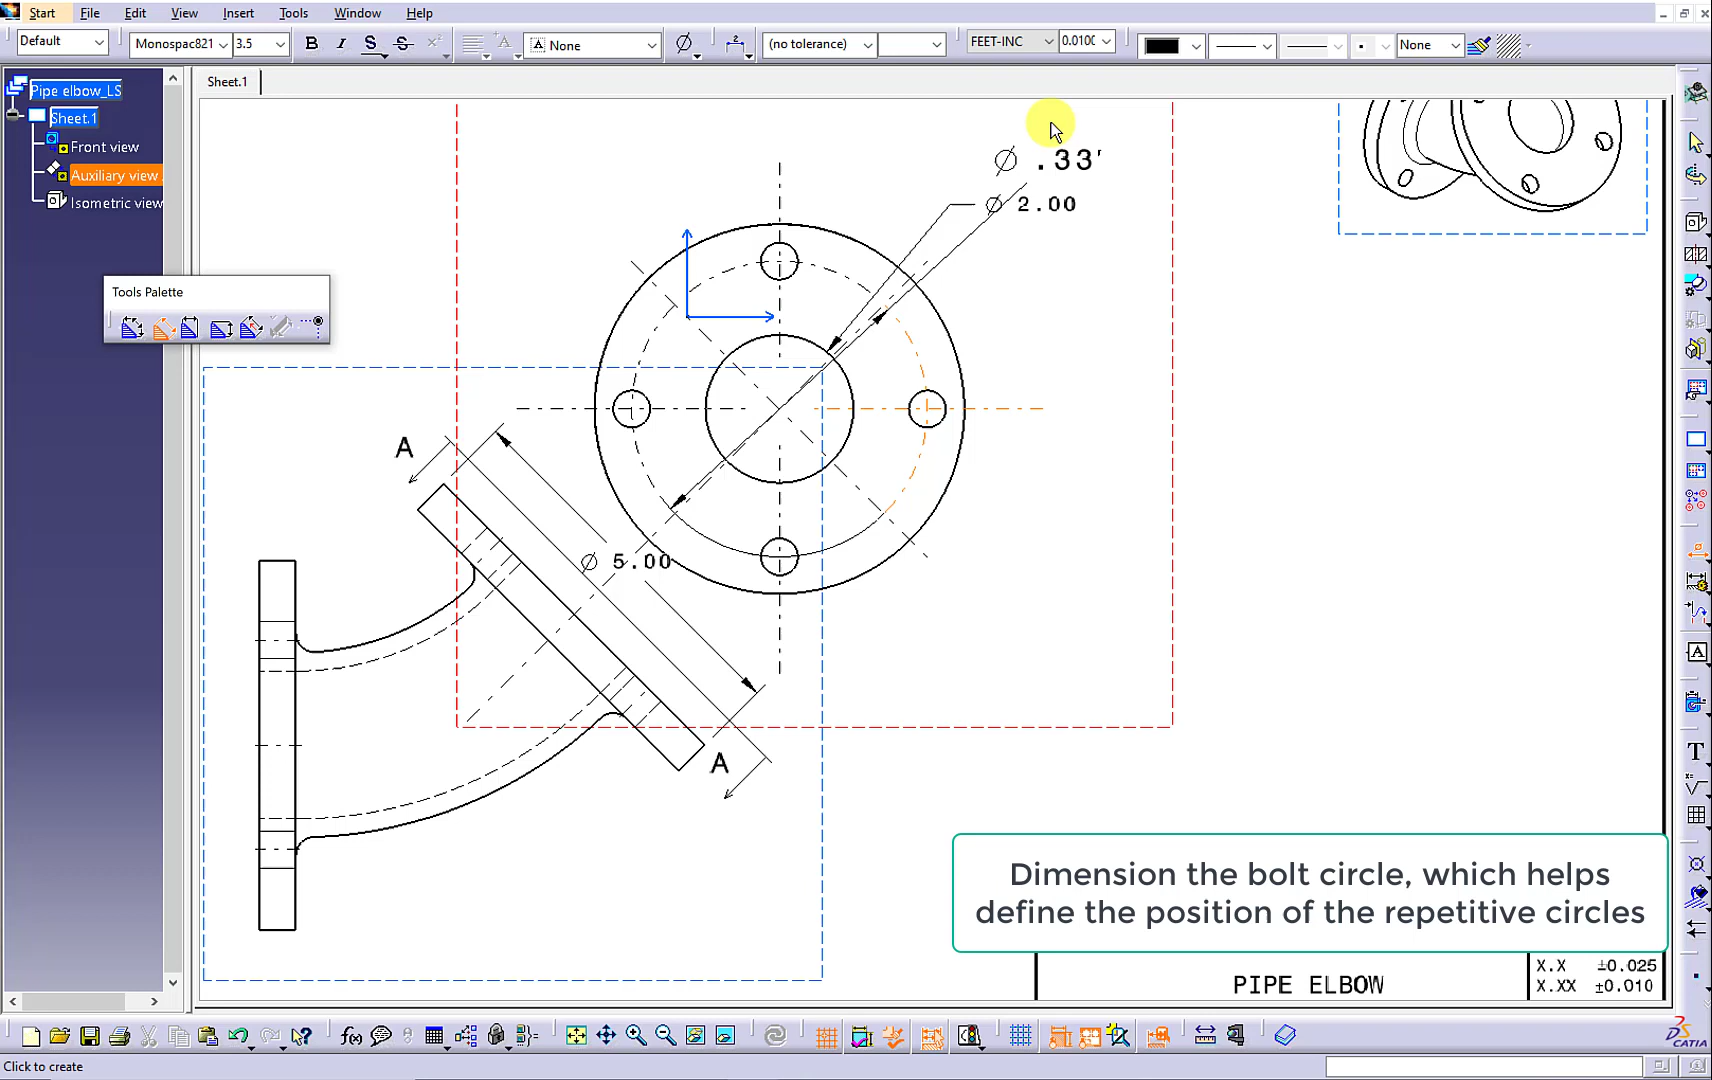 Start File Edit View Insert Tools Window Help
Default Monospac821 3.5 B I S S A None (no tolerance) FEET-INC 0.010( None
Pipe elbow_LS
Sheet.1
Front view
Auxiliary view
Isometric view
Sheet.1
Tools Palette
Ø .33'
Ø 2.00
A
Ø 5.00
A
Dimension the bolt circle, which helps
define the position of the repetitive circles
PIPE ELBOW
X.X ±0.025
X.XX ±0.010
Click to create
CATIA